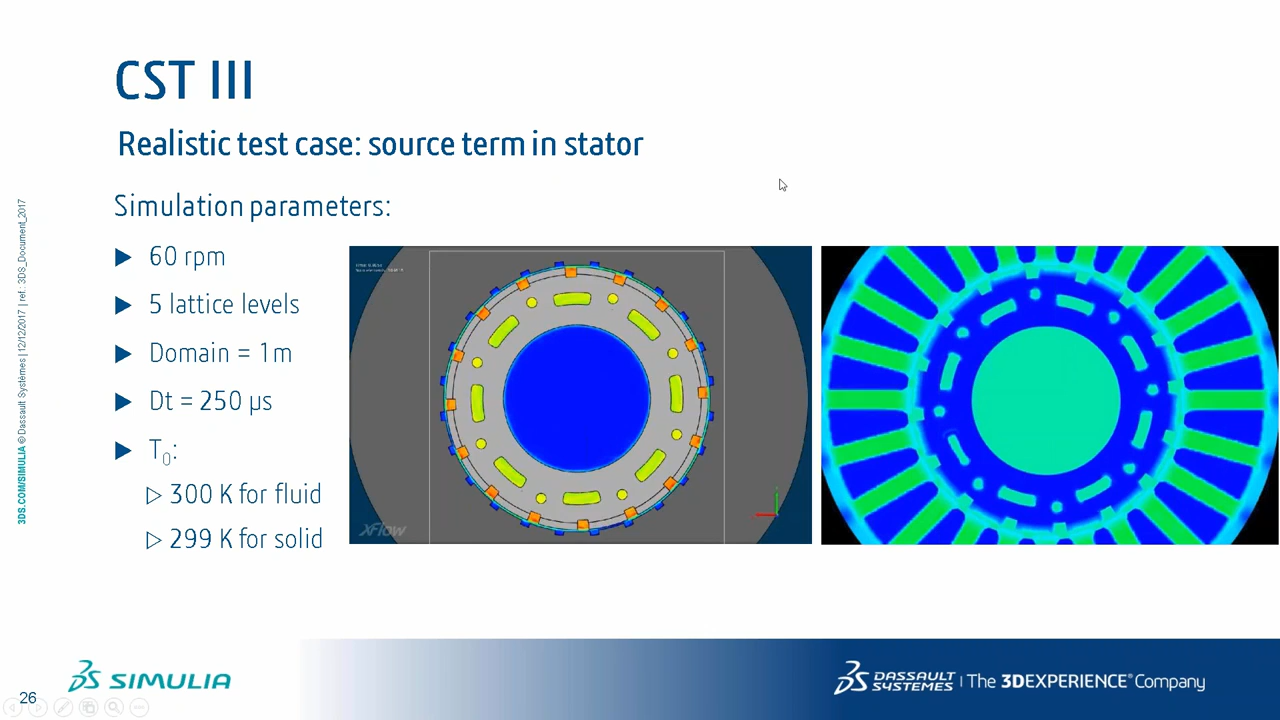 CST III
Realistic test case: source term in stator
Simulation parameters:
60 rpm
5 lattice levels
Domain = 1m
Dt = 250 µs
T0:
300 K for fluid
299 K for solid
3DS.COM/SIMULIA © Dassault Systèmes | 12/12/2017 | ref.: 3DS_Document_2017
XFlow
26
SIMULIA
DASSAULT SYSTEMES | The 3DEXPERIENCE® Company